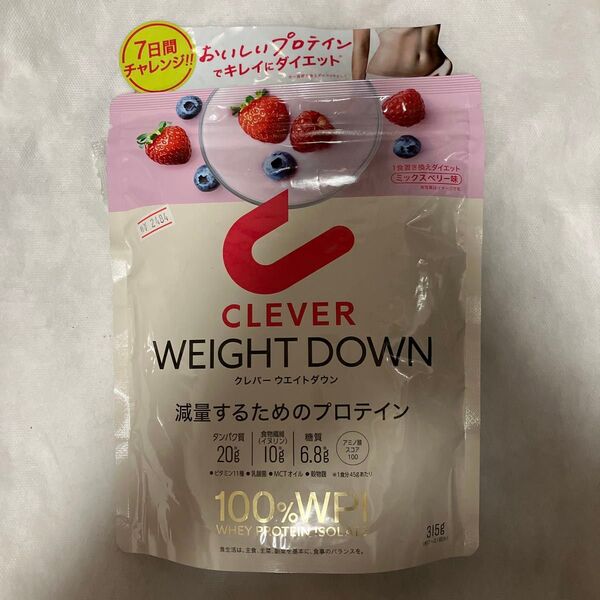 7日間
チャレンジ!!
おいしいプロテイン
でキレイにダイエット
1食置き換えダイエット
ミックスベリー味
¥2484
CLEVER
WEIGHT DOWN
クレバー ウエイトダウン
減量するためのプロテイン
タンパク質
20g
食物繊維
(イヌリン)
10g
糖質
6.8g
アミノ酸
スコア
100
•ビタミン11種 •乳酸菌 •MCTオイル •穀物麹 ※1食分45gあたり
100%WPI
WHEY PROTEIN ISOLATE
315g
食生活は、主食、主菜、副菜を基本に、食事のバランスを。